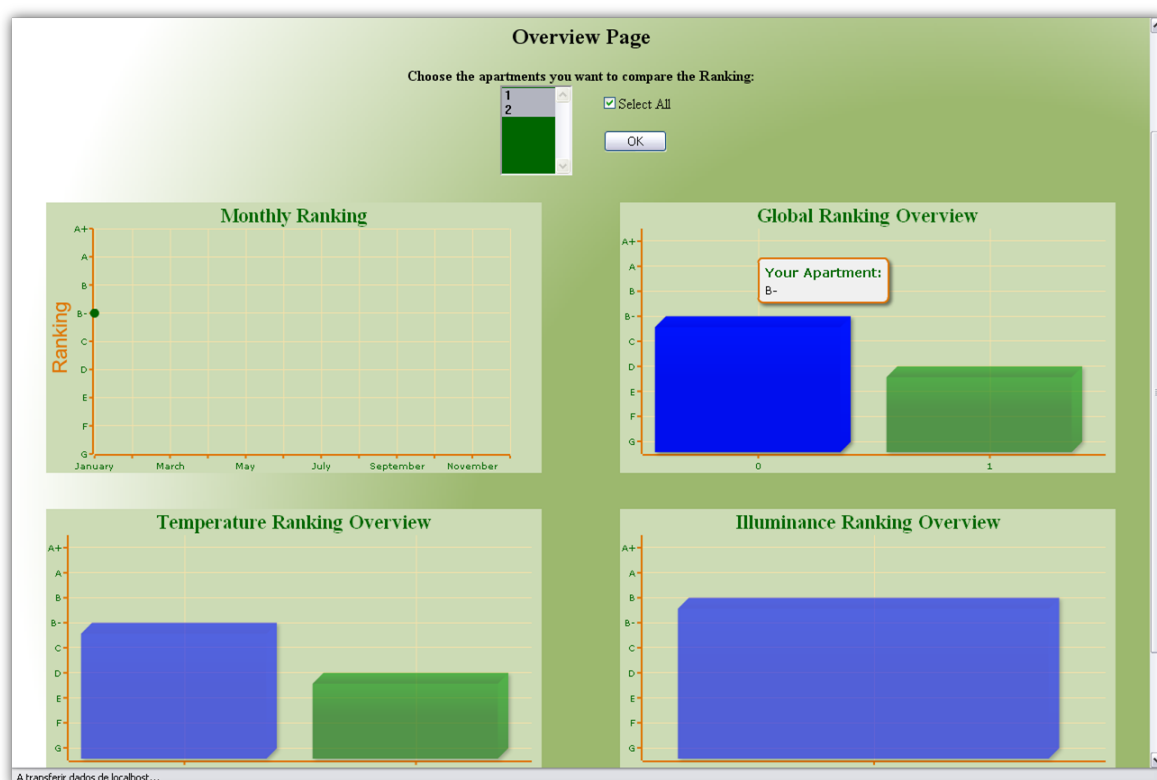 Overview Page
Choose the apartments you want to compare the Ranking:
1
2
Select All
OK
Monthly Ranking
Ranking
A+
A
B
B-
C
D
E
F
G
January March May July September November
Global Ranking Overview
A+
A
B
B-
C
D
E
F
G
Your Apartment:
B-
0 1
Temperature Ranking Overview
A+
A
B
B-
C
D
E
F
G
Illuminance Ranking Overview
A+
A
B
B-
C
D
E
F
G
A transferir dados de localhost...